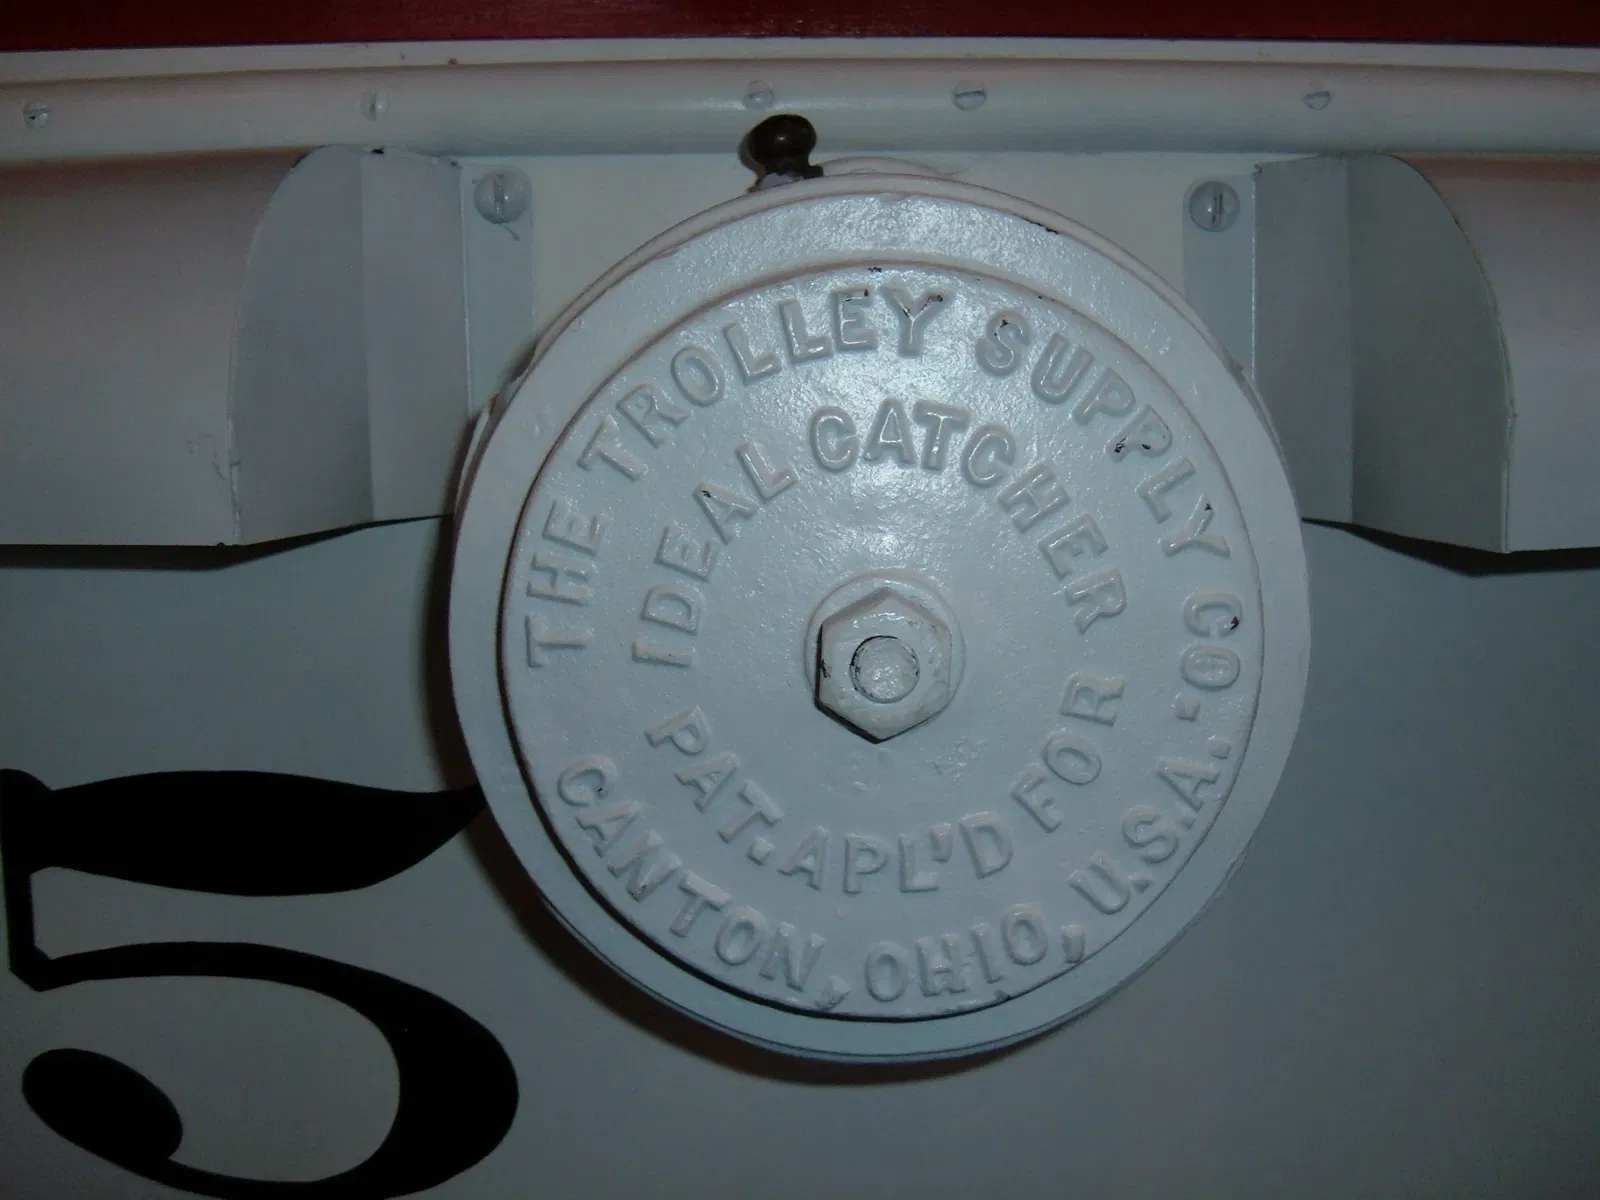 THE TROLLEY SUPPLY CO.
CANTON, OHIO, U.S.A.
IDEAL CATCHER
PAT. APL'D FOR
5